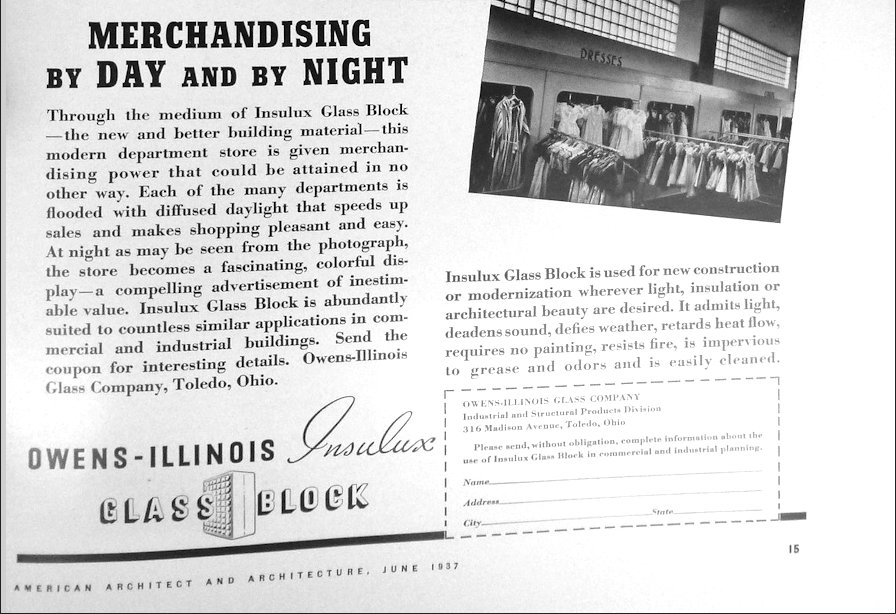 MERCHANDISING
BY DAY AND BY NIGHT
Through the medium of Insulux Glass Block
—the new and better building material—this
modern department store is given merchan-
dising power that could be attained in no
other way. Each of the many departments is
flooded with diffused daylight that speeds up
sales and makes shopping pleasant and easy.
At night as may be seen from the photograph,
the store becomes a fascinating, colorful dis-
play—a compelling advertisement of inestim-
able value. Insulux Glass Block is abundantly
suited to countless similar applications in com-
mercial and industrial buildings. Send the
coupon for interesting details. Owens-Illinois
Glass Company, Toledo, Ohio.
OWENS-ILLINOIS Insulux
GLASS BLOCK
DRESSES
Insulux Glass Block is used for new construction
or modernization wherever light, insulation or
architectural beauty are desired. It admits light,
deadens sound, defies weather, retards heat flow,
requires no painting, resists fire, is impervious
to grease and odors and is easily cleaned.
OWENS-ILLINOIS GLASS COMPANY
Industrial and Structural Products Division
316 Madison Avenue, Toledo, Ohio
Please send, without obligation, complete information about the
use of Insulux Glass Block in commercial and industrial planning.
Name
Address
City State
AMERICAN ARCHITECT AND ARCHITECTURE, JUNE 1937
15